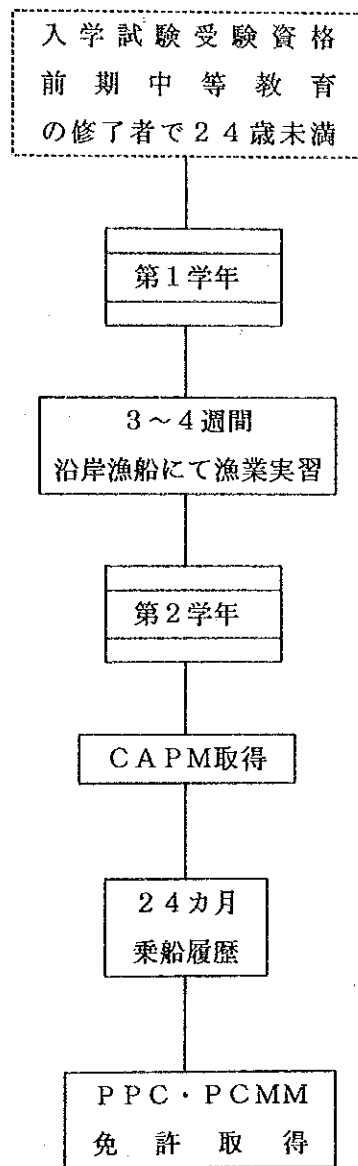 入学試験受験資格
前期中等教育
の修了者で２４歳未満
第１学年
３～４週間
沿岸漁船にて漁業実習
第２学年
ＣＡＰＭ取得
２４カ月
乗船履歴
ＰＰＣ・ＰＣＭＭ
免許取得